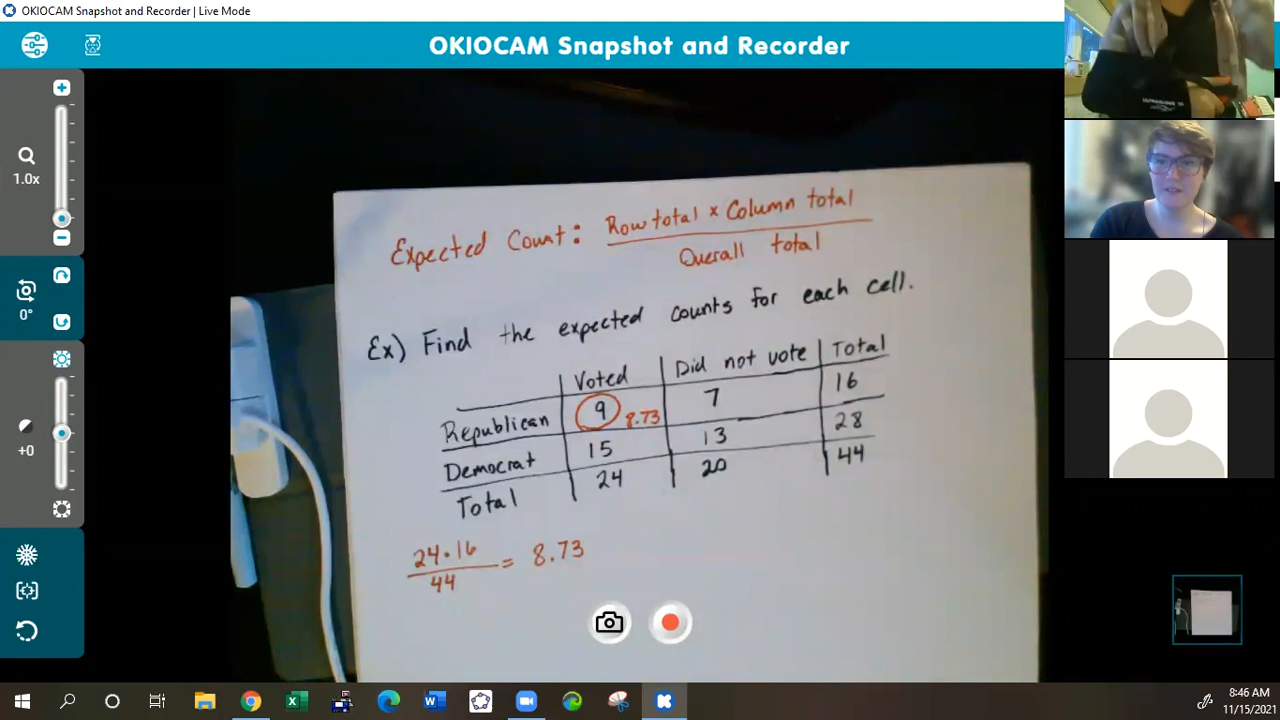 OKIOCAM Snapshot and Recorder | Live Mode
OKIOCAM Snapshot and Recorder
1.0x
0°
+0
Expected Count: Row total × Column total
Overall total
Ex) Find the expected counts for each cell.
Voted Did not vote Total
Republican 9 8.73 7 16
Democrat 15 13 28
Total 24 20 44
24 · 16 = 8.73
44
8:46 AM
11/15/2021